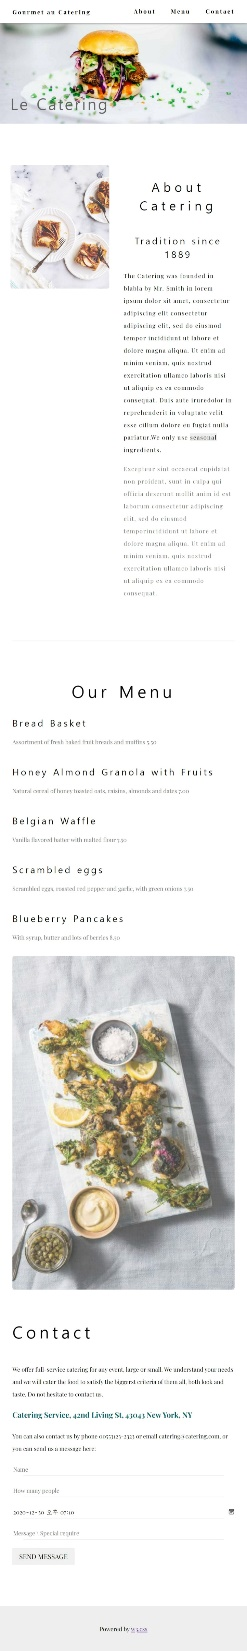 Gourmet au Catering
About Menu Contact
Le Catering
About
Catering
Tradition since
1889
The Catering was founded in
blabla by Mr. Smith in lorem
ipsum dolor sit amet, consectetur
adipiscing elit consectetur
adipiscing elit, sed do eiusmod
tempor incididunt ut labore et
dolore magna aliqua. Ut enim ad
minim veniam, quis nostrud
exercitation ullamco laboris nisi
ut aliquip ex ea commodo
consequat. Duis aute iruredolor in
reprehenderit in voluptate velit
esse cillum dolore eu fugiat nulla
pariatur.We only use seasonal
ingredients.
Excepteur sint occaecat cupidatat
non proident, sunt in culpa qui
officia deserunt mollit anim id est
laborum consectetur adipiscing
elit, sed do eiusmod
temporincididunt ut labore et
dolore magna aliqua. Ut enim ad
minim veniam, quis nostrud
exercitation ullamco laboris nisi
ut aliquip ex ea commodo
consequat.
Our Menu
Bread Basket
Assortment of fresh baked fruit breads and muffins 5.50
Honey Almond Granola with Fruits
Natural cereal of honey toasted oats, raisins, almonds and dates 7.00
Belgian Waffle
Vanilla flavored batter with malted flour 7.50
Scrambled eggs
Scrambled eggs, roasted red pepper and garlic, with green onions 7.50
Blueberry Pancakes
With syrup, butter and lots of berries 8.50
Contact
We offer full-service catering for any event, large or small. We understand your needs
and we will cater the food to satisfy the biggerst criteria of them all, both look and
taste. Do not hesitate to contact us.
Catering Service, 42nd Living St, 43043 New York, NY
You can also contact us by phone 00553123-2323 or email catering@catering.com, or
you can send us a message here:
Name
How many people
2020-12-20 오후 07:10
Message \ Special requirements
SEND MESSAGE
Powered by w3.css